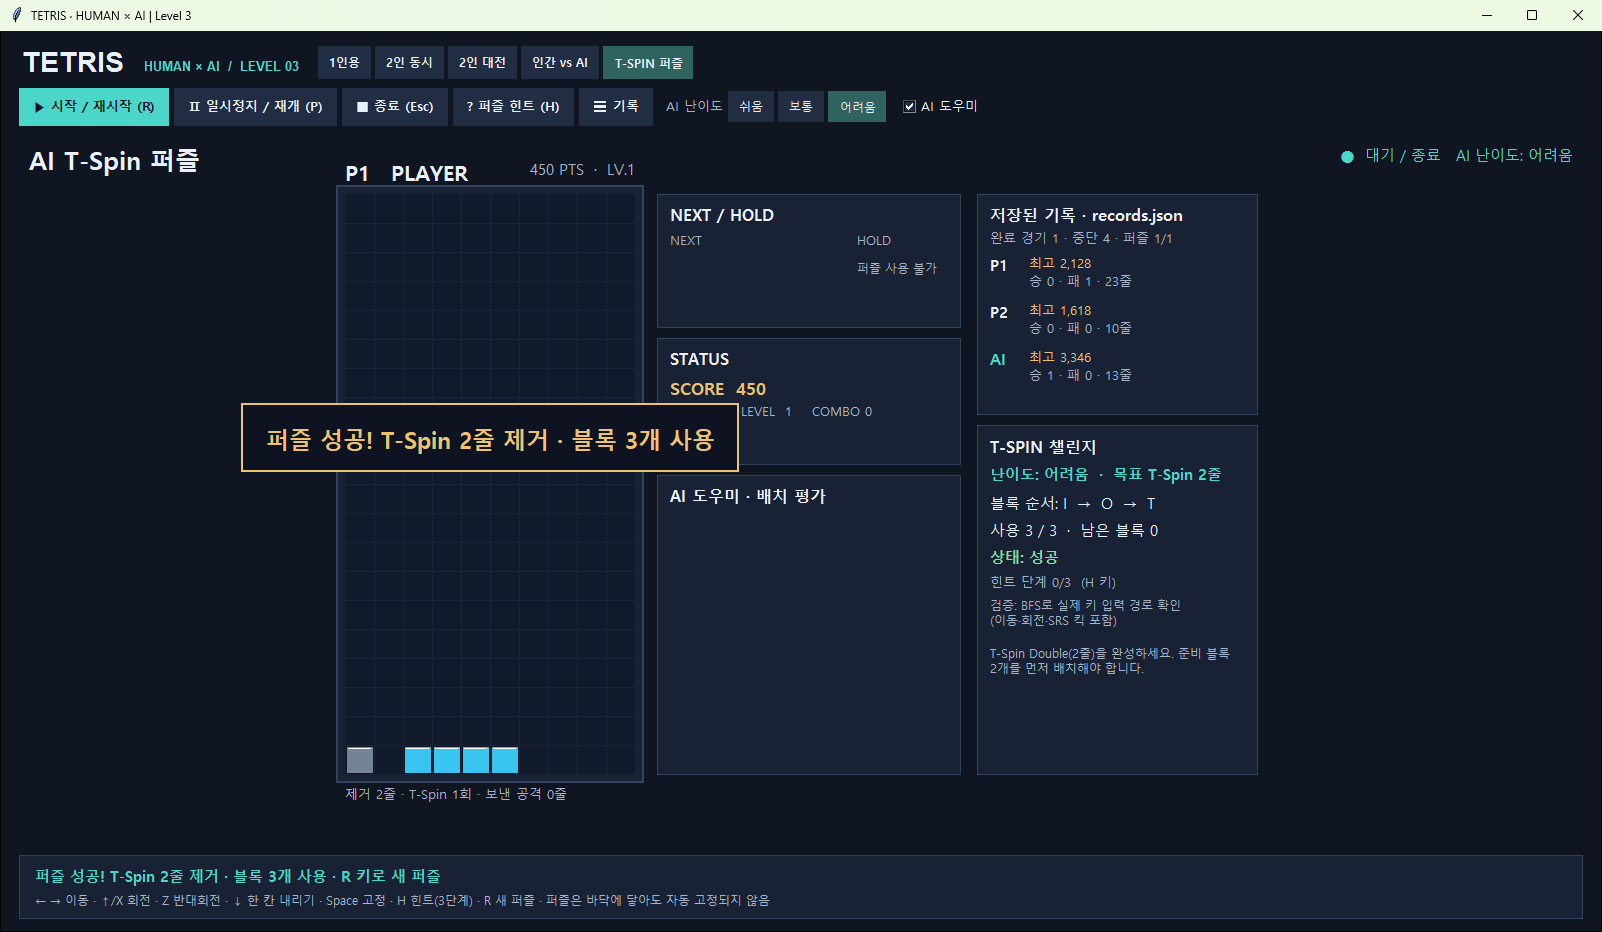 TETRIS · HUMAN × AI | Level 3
TETRIS HUMAN × AI / LEVEL 03 1인용 2인 동시 2인 대전 인간 vs AI T-SPIN 퍼즐
▶ 시작 / 재시작 (R) Ⅱ 일시정지 / 재개 (P) ■ 종료 (Esc) ? 퍼즐 힌트 (H) ☰ 기록 AI 난이도 쉬움 보통 어려움 AI 도우미
AI T-Spin 퍼즐
● 대기 / 종료 AI 난이도: 어려움
P1 PLAYER 450 PTS · LV.1
NEXT / HOLD
NEXT HOLD
퍼즐 사용 불가
STATUS
SCORE 450
LEVEL 1 COMBO 0
퍼즐 성공! T-Spin 2줄 제거 · 블록 3개 사용
AI 도우미 · 배치 평가
제거 2줄 · T-Spin 1회 · 보낸 공격 0줄
저장된 기록 · records.json
완료 경기 1 · 중단 4 · 퍼즐 1/1
P1 최고 2,128
승 0 · 패 1 · 23줄
P2 최고 1,618
승 0 · 패 0 · 10줄
AI 최고 3,346
승 1 · 패 0 · 13줄
T-SPIN 챌린지
난이도: 어려움 · 목표 T-Spin 2줄
블록 순서: I → O → T
사용 3 / 3 · 남은 블록 0
상태: 성공
힌트 단계 0/3 (H 키)
검증: BFS로 실제 키 입력 경로 확인
(이동·회전·SRS 킥 포함)
T-Spin Double(2줄)을 완성하세요. 준비 블록
2개를 먼저 배치해야 합니다.
퍼즐 성공! T-Spin 2줄 제거 · 블록 3개 사용 · R 키로 새 퍼즐
← → 이동 · ↑/X 회전 · Z 반대회전 · ↓ 한 칸 내리기 · Space 고정 · H 힌트(3단계) · R 새 퍼즐 · 퍼즐은 바닥에 닿아도 자동 고정되지 않음